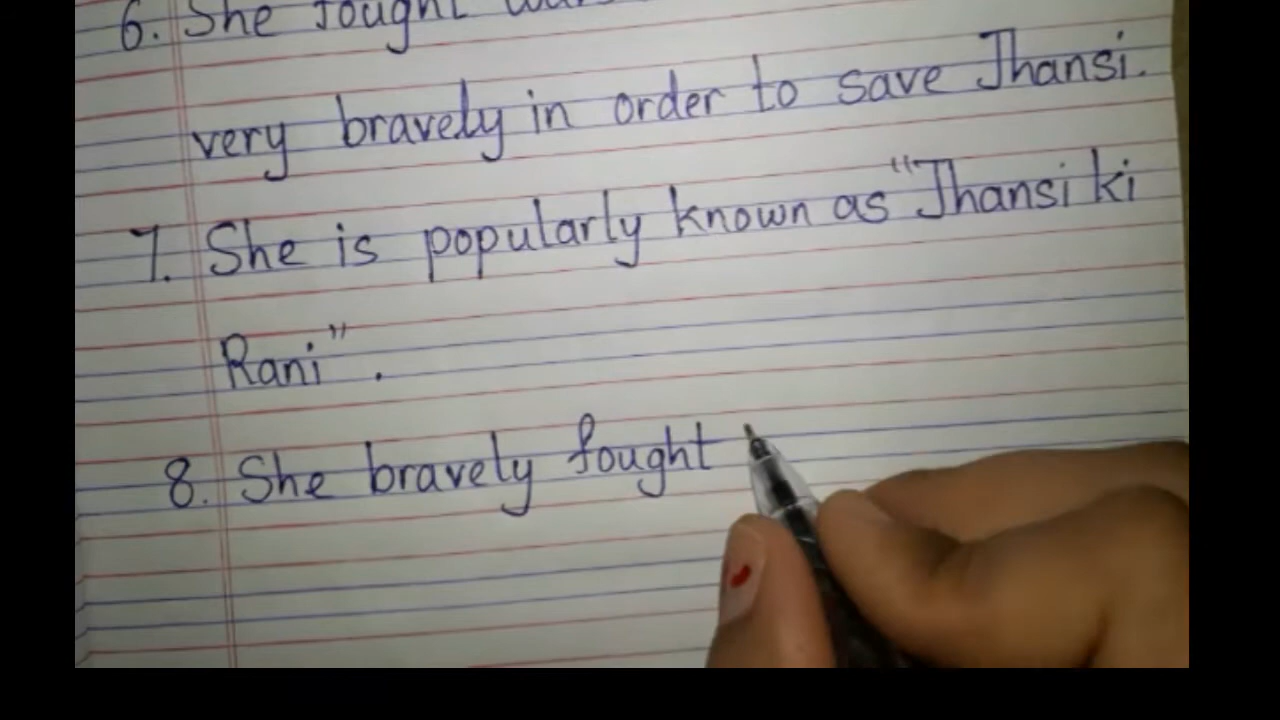 6. She fought
very bravely in order to save Jhansi.
7. She is popularly known as "Jhansi ki
Rani".
8. She bravely fought